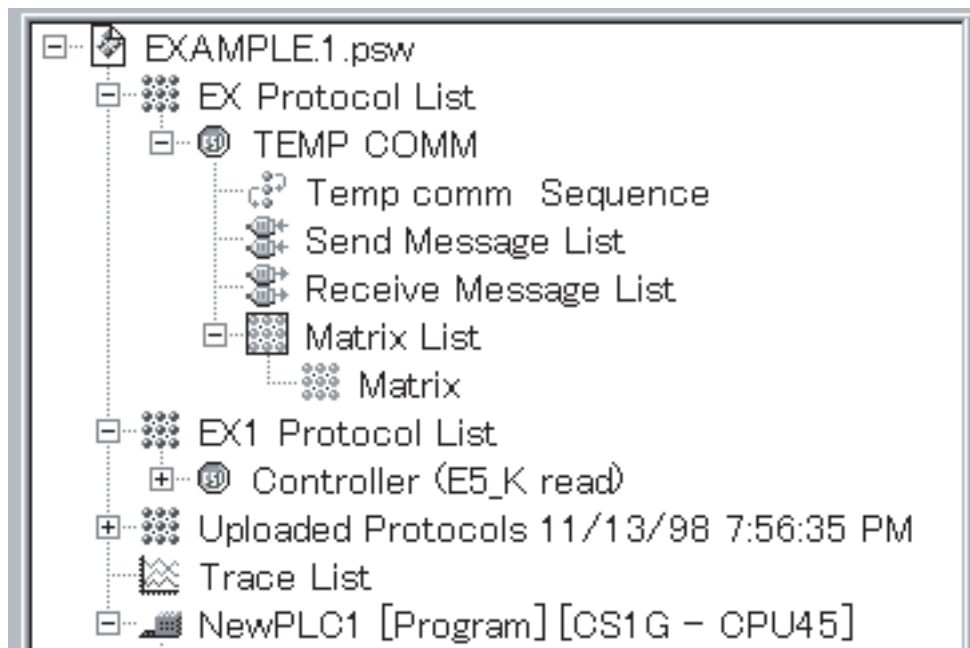 EXAMPLE.1.psw
EX Protocol List
TEMP COMM
Temp comm Sequence
Send Message List
Receive Message List
Matrix List
Matrix
EX1 Protocol List
Controller (E5_K read)
Uploaded Protocols 11/13/98 7:56:35 PM
Trace List
NewPLC1 [Program] [CS1G - CPU45]